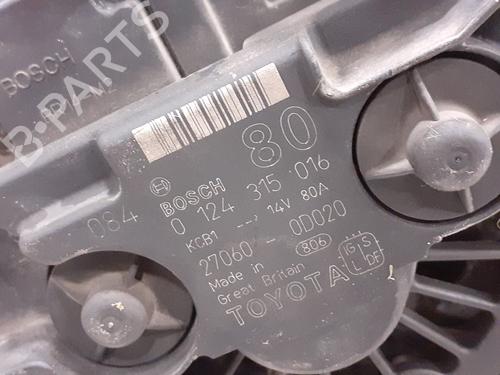 B-PARTS
BOSCH
80
BOSCH
084
0 124 315 016
KCB1 --> 14V 80A
27060 - 0D020
Made in
Great Britain
806
TOYOTA
G S
L DF